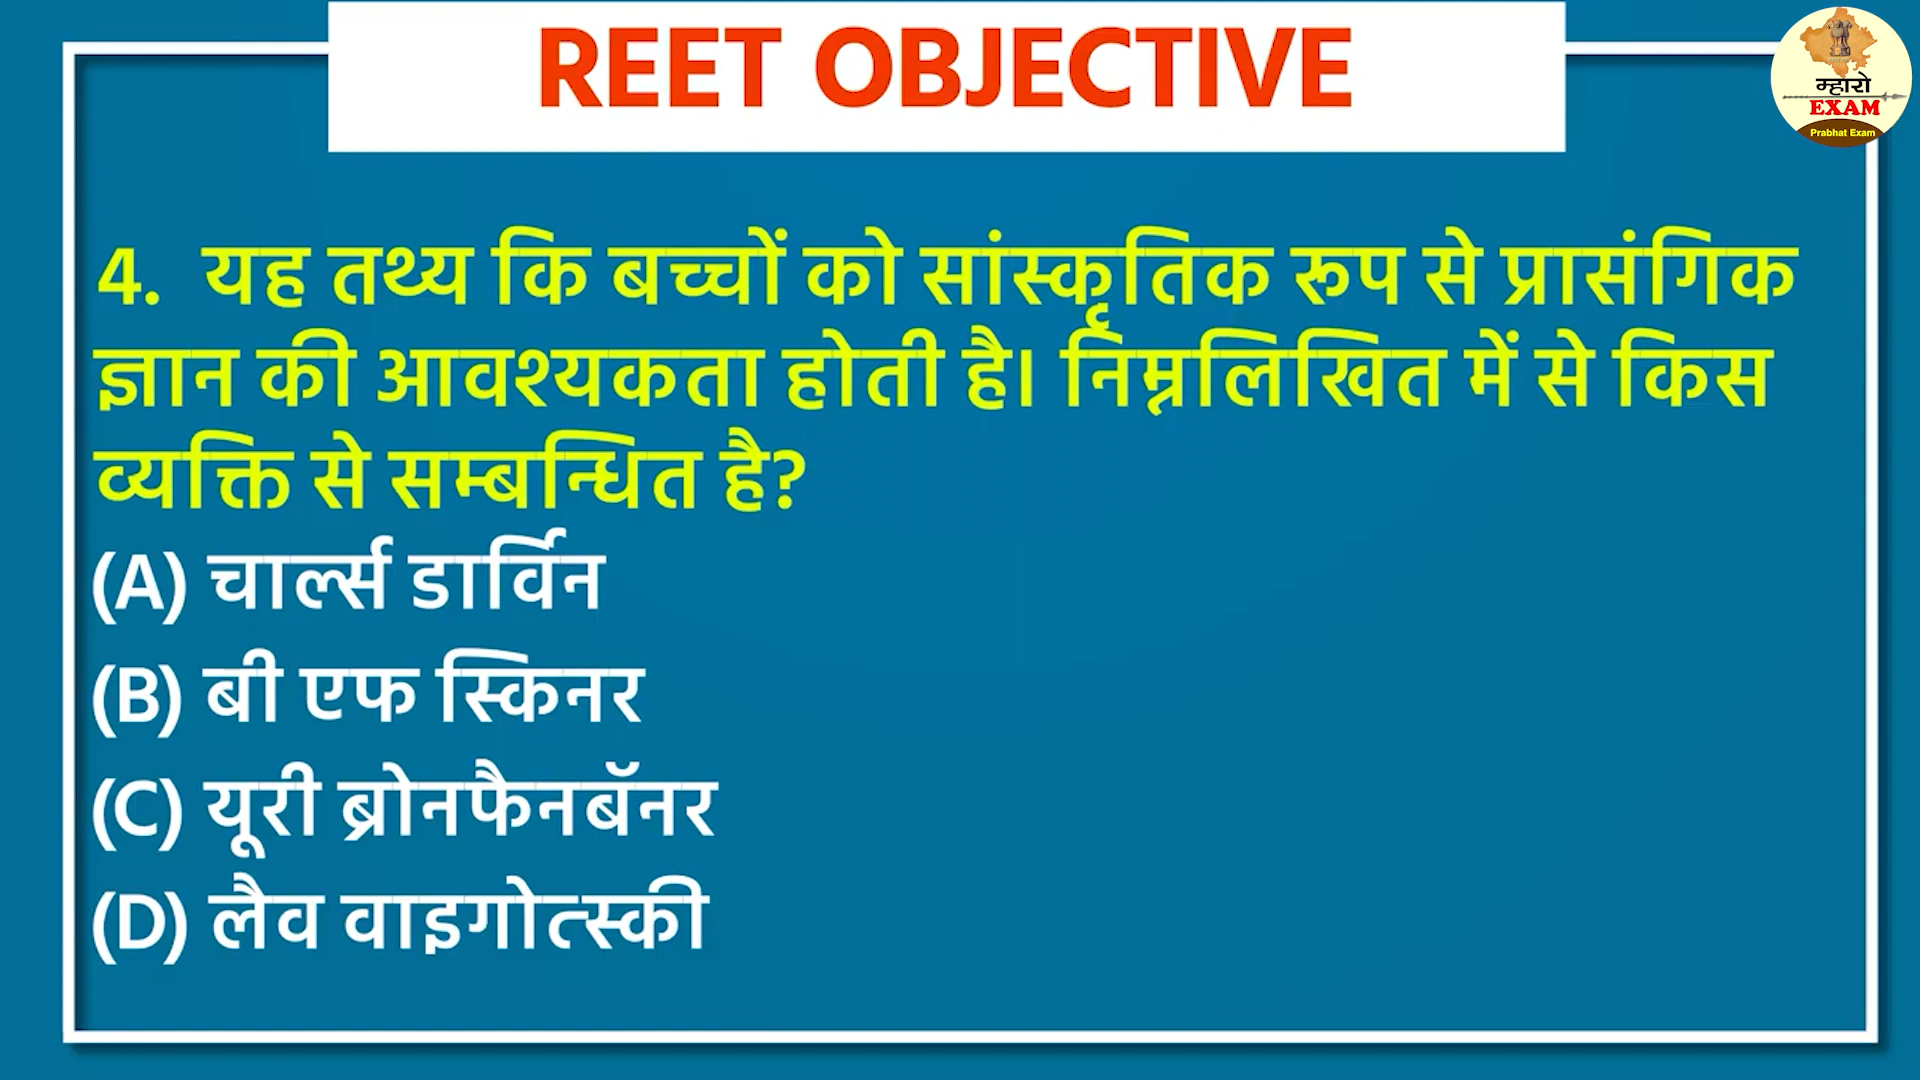 REET OBJECTIVE
म्हारो
EXAM
Prabhat Exam
4. यह तथ्य कि बच्चों को सांस्कृतिक रूप से प्रासंगिक
ज्ञान की आवश्यकता होती है। निम्नलिखित में से किस
व्यक्ति से सम्बन्धित है?
(A) चार्ल्स डार्विन
(B) बी एफ स्किनर
(C) यूरी ब्रोनफैनबॅनर
(D) लैव वाइगोत्स्की